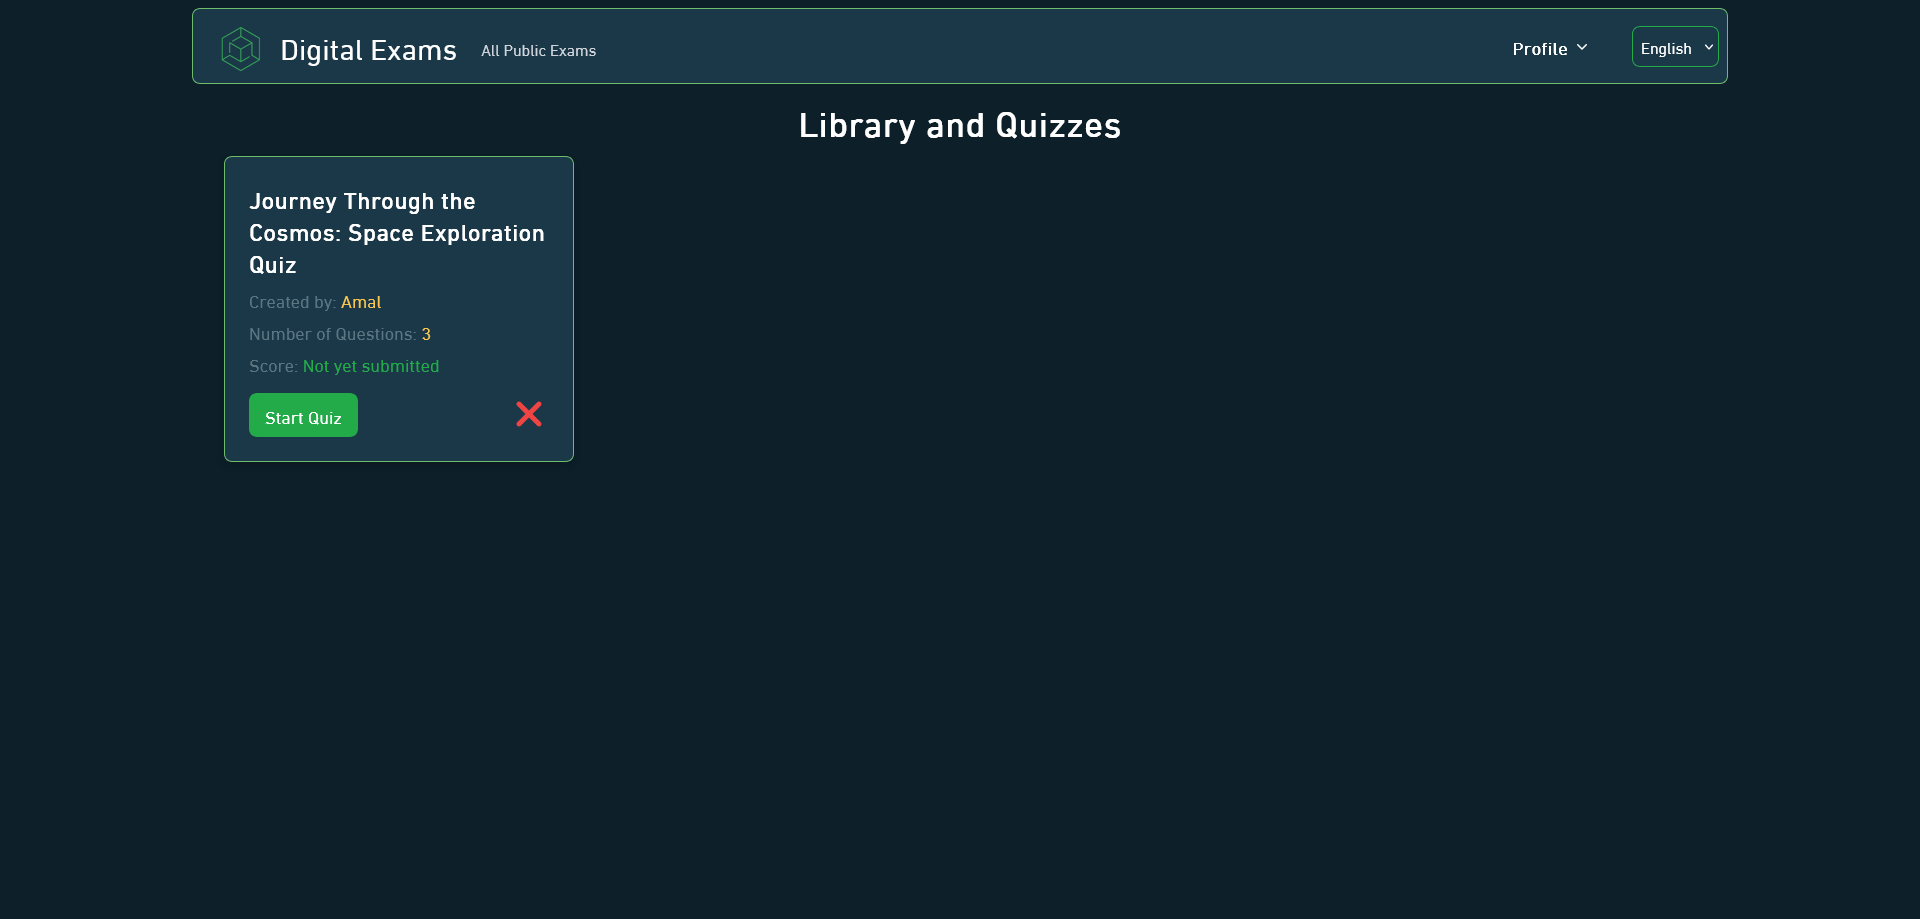 Digital Exams
All Public Exams
Profile
English
Library and Quizzes
Journey Through the
Cosmos: Space Exploration
Quiz
Created by: Amal
Number of Questions: 3
Score: Not yet submitted
Start Quiz